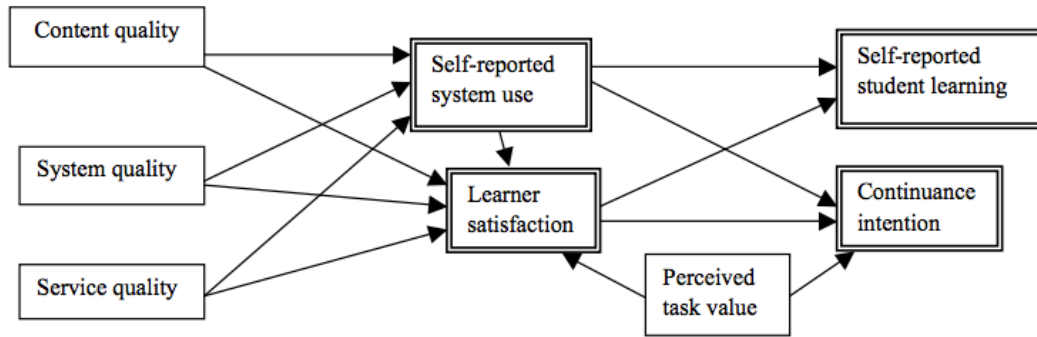 Content quality
Self-reported
system use
Self-reported
student learning
System quality
Learner
satisfaction
Continuance
intention
Service quality
Perceived
task value